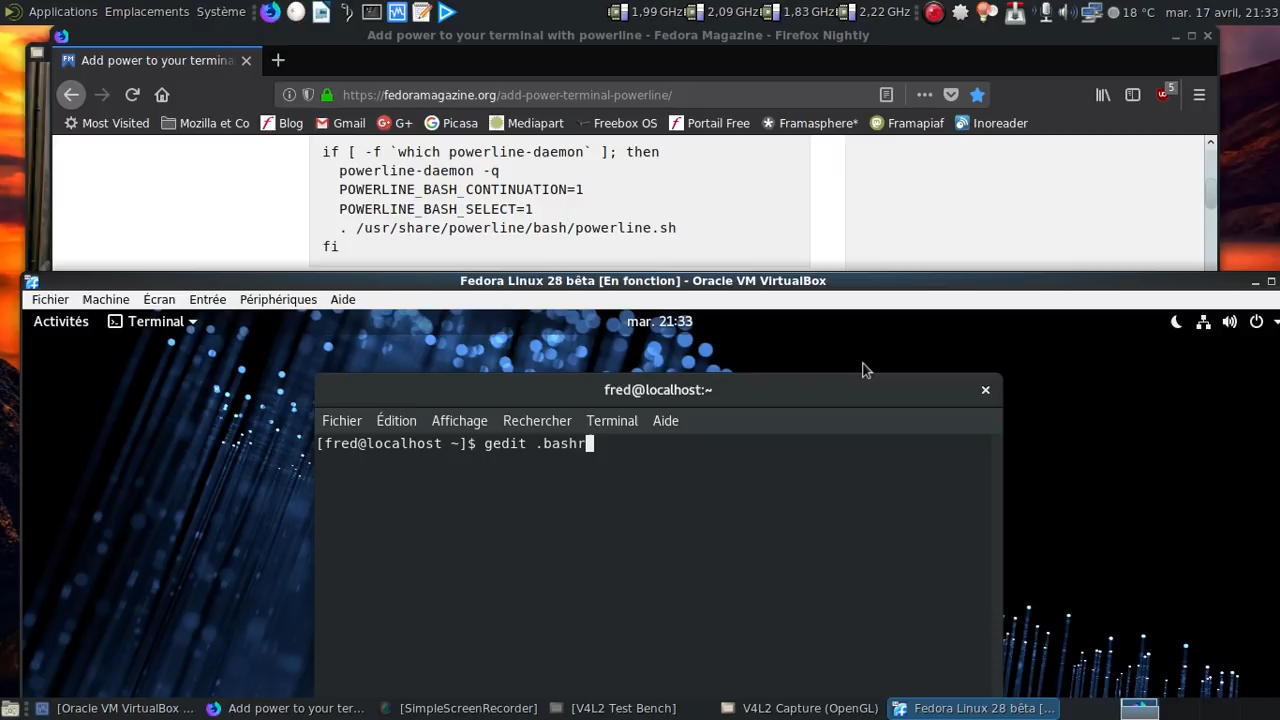 Applications Emplacements Système 1,99 GHz 2,09 GHz 1,83 GHz 2,22 GHz 18 °C mar. 17 avril, 21:33
Add power to your terminal with powerline - Fedora Magazine - Firefox Nightly
Add power to your termina
https://fedoramagazine.org/add-power-terminal-powerline/
5
Most Visited Mozilla et Co Blog Gmail G+ Picasa Mediapart Freebox OS Portail Free Framasphere* Framapiaf Inoreader
if [ -f `which powerline-daemon` ]; then
powerline-daemon -q
POWERLINE_BASH_CONTINUATION=1
POWERLINE_BASH_SELECT=1
. /usr/share/powerline/bash/powerline.sh
fi
Fedora Linux 28 bêta [En fonction] - Oracle VM VirtualBox
Fichier Machine Écran Entrée Périphériques Aide
Activités Terminal mar. 21:33
fred@localhost:~
Fichier Édition Affichage Rechercher Terminal Aide
[fred@localhost ~]$ gedit .bashr
[Oracle VM VirtualBox ... Add power to your ter... [SimpleScreenRecorder] [V4L2 Test Bench] V4L2 Capture (OpenGL) Fedora Linux 28 bêta [...